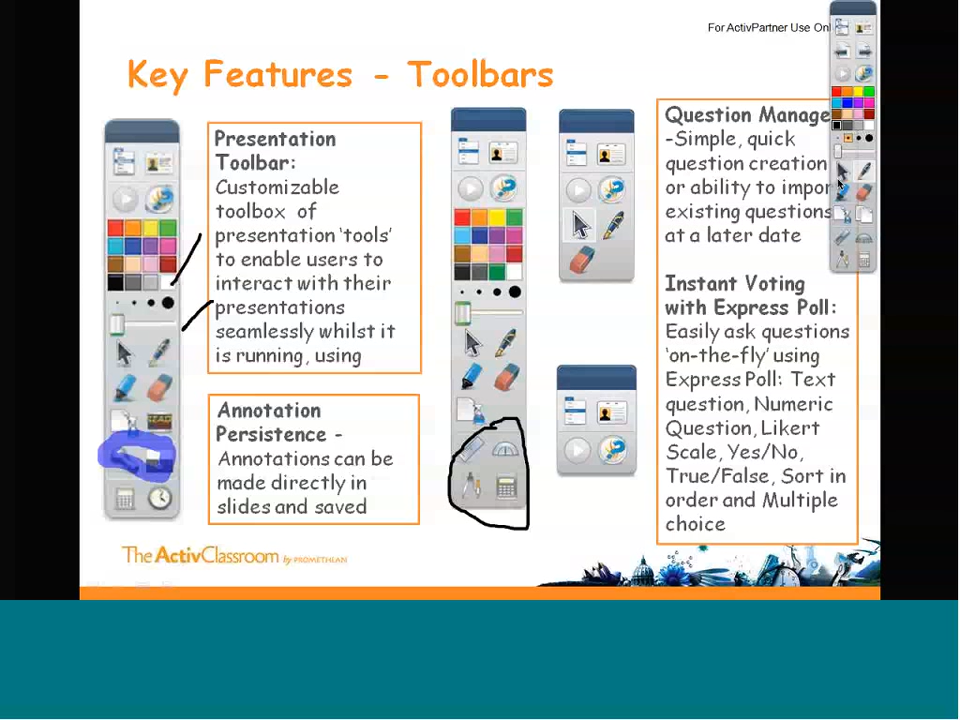 For ActivPartner Use Onl
Key Features - Toolbars
Presentation
Toolbar:
Customizable
toolbox of
presentation ‘tools’
to enable users to
interact with their
presentations
seamlessly whilst it
is running, using
Annotation
Persistence -
Annotations can be
made directly in
slides and saved
Question Manage
-Simple, quick
question creation
or ability to impor
existing questions
at a later date
Instant Voting
with Express Poll:
Easily ask questions
‘on-the-fly’ using
Express Poll: Text
question, Numeric
Question, Likert
Scale, Yes/No,
True/False, Sort in
order and Multiple
choice
The ActivClassroom by PROMETHEAN